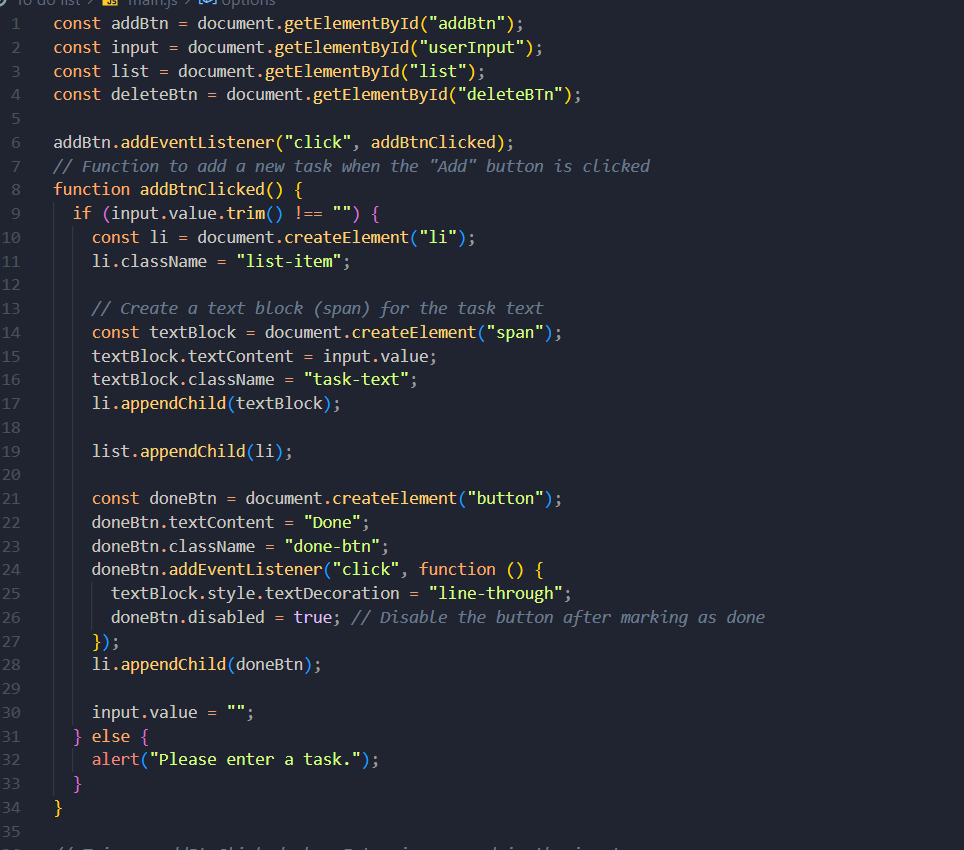 To do list > JS main.js > options
1 const addBtn = document.getElementById("addBtn");
2 const input = document.getElementById("userInput");
3 const list = document.getElementById("list");
4 const deleteBtn = document.getElementById("deleteBTn");
5
6 addBtn.addEventListener("click", addBtnClicked);
7 // Function to add a new task when the "Add" button is clicked
8 function addBtnClicked() {
9 if (input.value.trim() !== "") {
10 const li = document.createElement("li");
11 li.className = "list-item";
12
13 // Create a text block (span) for the task text
14 const textBlock = document.createElement("span");
15 textBlock.textContent = input.value;
16 textBlock.className = "task-text";
17 li.appendChild(textBlock);
18
19 list.appendChild(li);
20
21 const doneBtn = document.createElement("button");
22 doneBtn.textContent = "Done";
23 doneBtn.className = "done-btn";
24 doneBtn.addEventListener("click", function () {
25 textBlock.style.textDecoration = "line-through";
26 doneBtn.disabled = true; // Disable the button after marking as done
27 });
28 li.appendChild(doneBtn);
29
30 input.value = "";
31 } else {
32 alert("Please enter a task.");
33 }
34 }
35